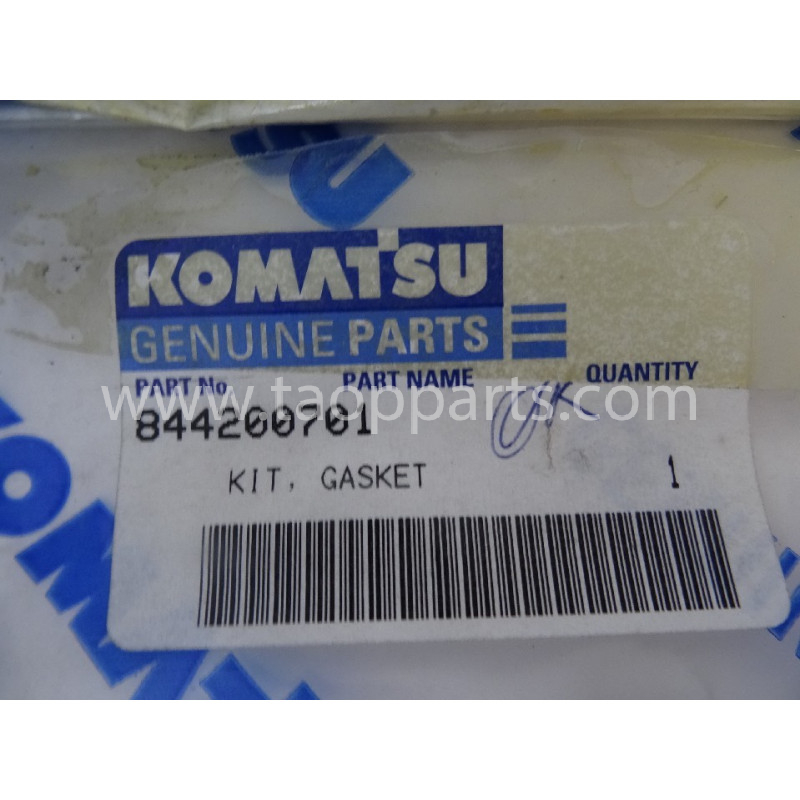 KOMATSU
GENUINE PARTS
PART No PART NAME QUANTITY
www.taopparts.com
844200701
KIT, GASKET 1